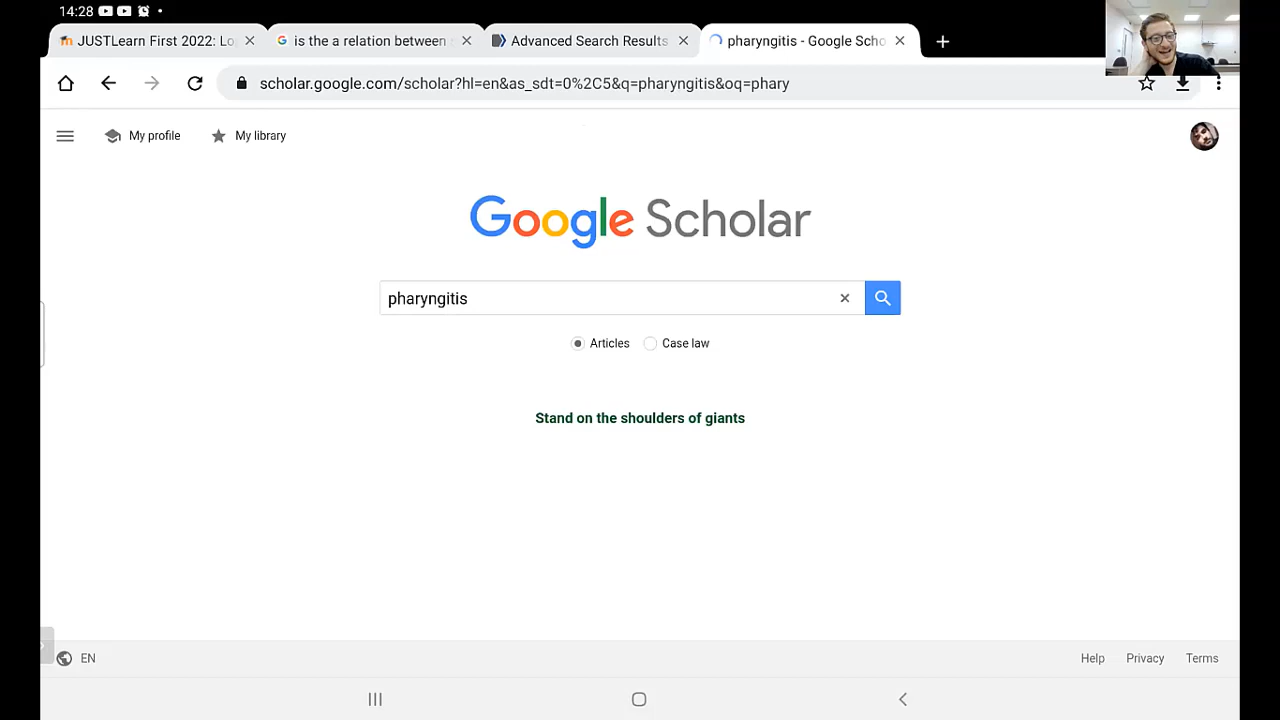 14:28
JUSTLearn First 2022: Lo
is the a relation between
Advanced Search Results
pharyngitis - Google Scho
scholar.google.com/scholar?hl=en&as_sdt=0%2C5&q=pharyngitis&oq=phary
My profile
My library
Google Scholar
pharyngitis
Articles
Case law
Stand on the shoulders of giants
EN
Help
Privacy
Terms